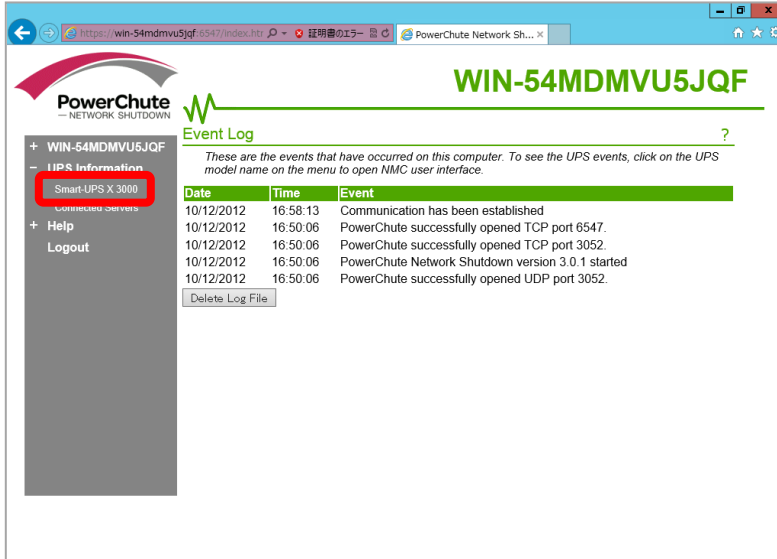 https://win-54mdmvu5jqf:6547/index.htr
証明書のエラー
PowerChute Network Sh...
PowerChute
NETWORK SHUTDOWN
WIN-54MDMVU5JQF
+ WIN-54MDMVU5JQF
− UPS Information
Smart-UPS X 3000
Connected Servers
+ Help
Logout
Event Log ?
These are the events that have occurred on this computer. To see the UPS events, click on the UPS
model name on the menu to open NMC user interface.
Date Time Event
10/12/2012 16:58:13 Communication has been established
10/12/2012 16:50:06 PowerChute successfully opened TCP port 6547.
10/12/2012 16:50:06 PowerChute successfully opened TCP port 3052.
10/12/2012 16:50:06 PowerChute Network Shutdown version 3.0.1 started
10/12/2012 16:50:06 PowerChute successfully opened UDP port 3052.
Delete Log File